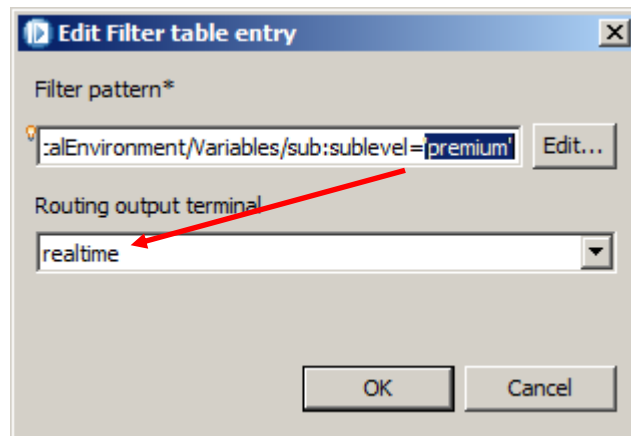 Edit Filter table entry
Filter pattern*
:alEnvironment/Variables/sub:sublevel='premium' Edit...
Routing output terminal
realtime
OK Cancel